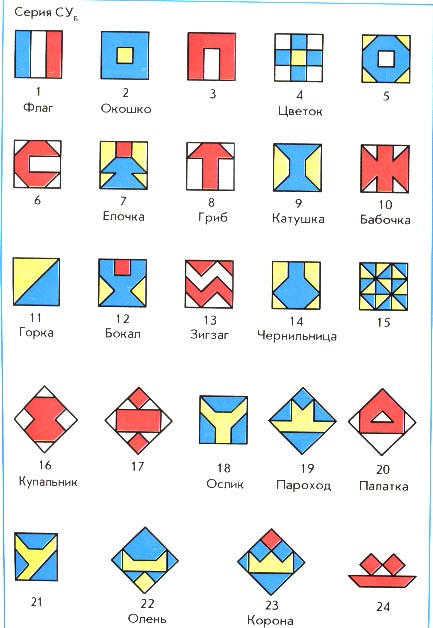 Серия СУв
1 2 3 4 5
Флаг Окошко Цветок
6 7 8 9 10
Елочка Гриб Катушка Бабочка
11 12 13 14 15
Горка Бокал Зигзаг Чернильница
16 17 18 19 20
Купальник Ослик Пароход Папатка
21 22 23 24
Олень Корона